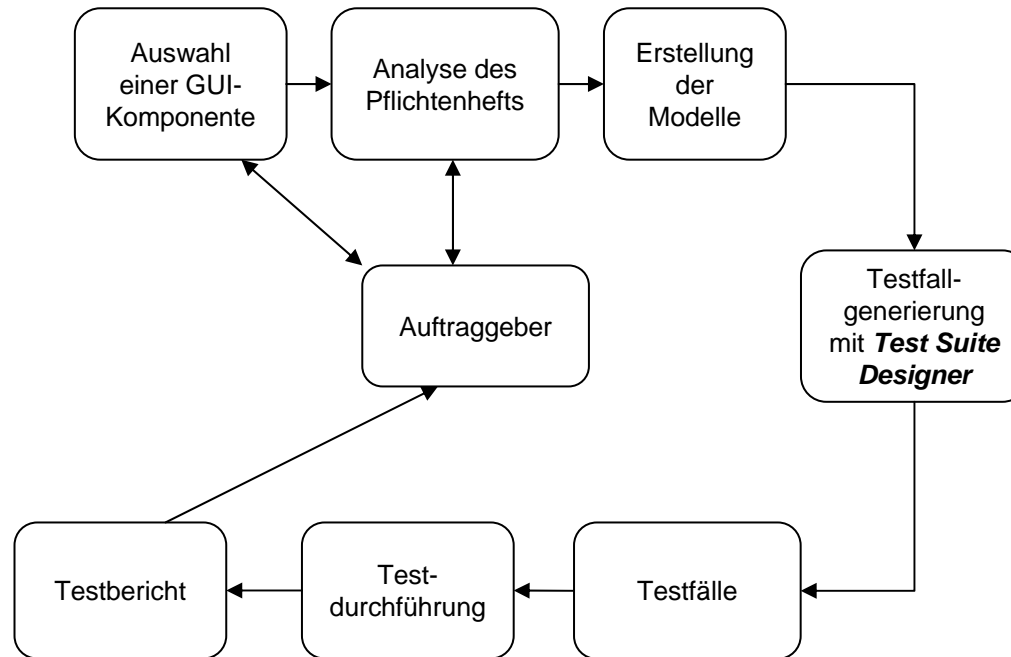 Auswahl
einer GUI-
Komponente
Analyse des
Pflichtenhefts
Erstellung
der
Modelle
Auftraggeber
Testfall-
generierung
mit Test Suite
Designer
Testbericht
Test-
durchführung
Testfälle